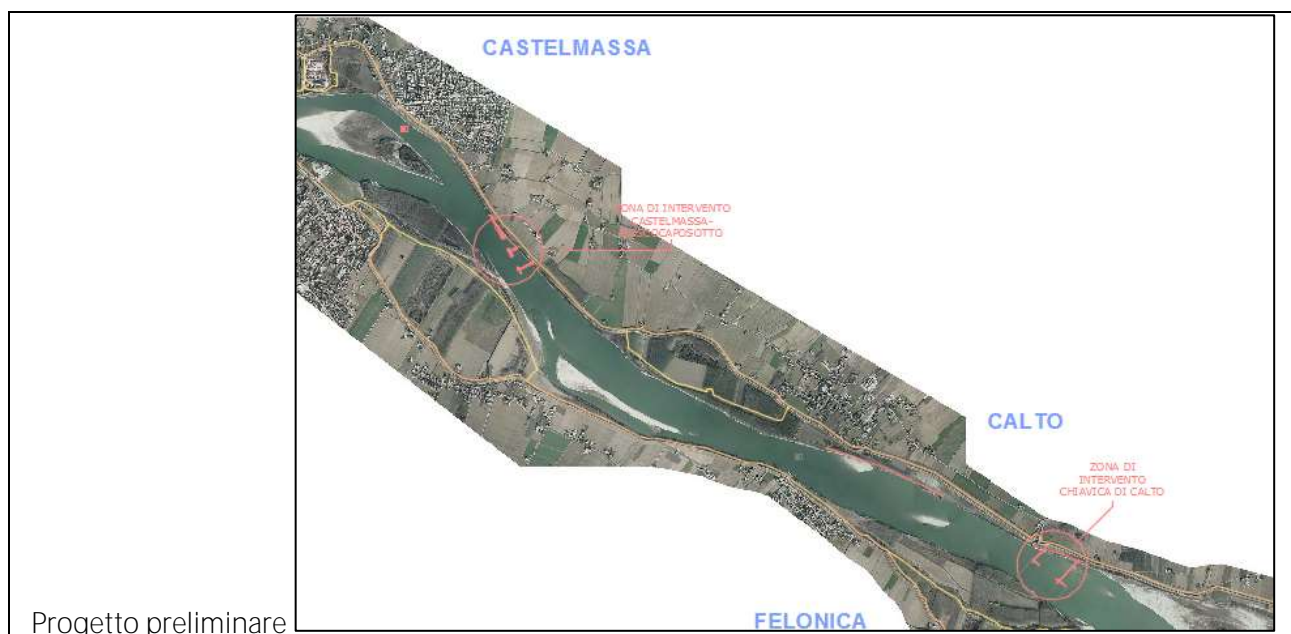 CASTELMASSA
ZONA DI INTERVENTO
CASTELMASSA-
CALTO
ZONA DI
INTERVENTO
CHIAVICA DI CALTO
FELONICA
Progetto preliminare